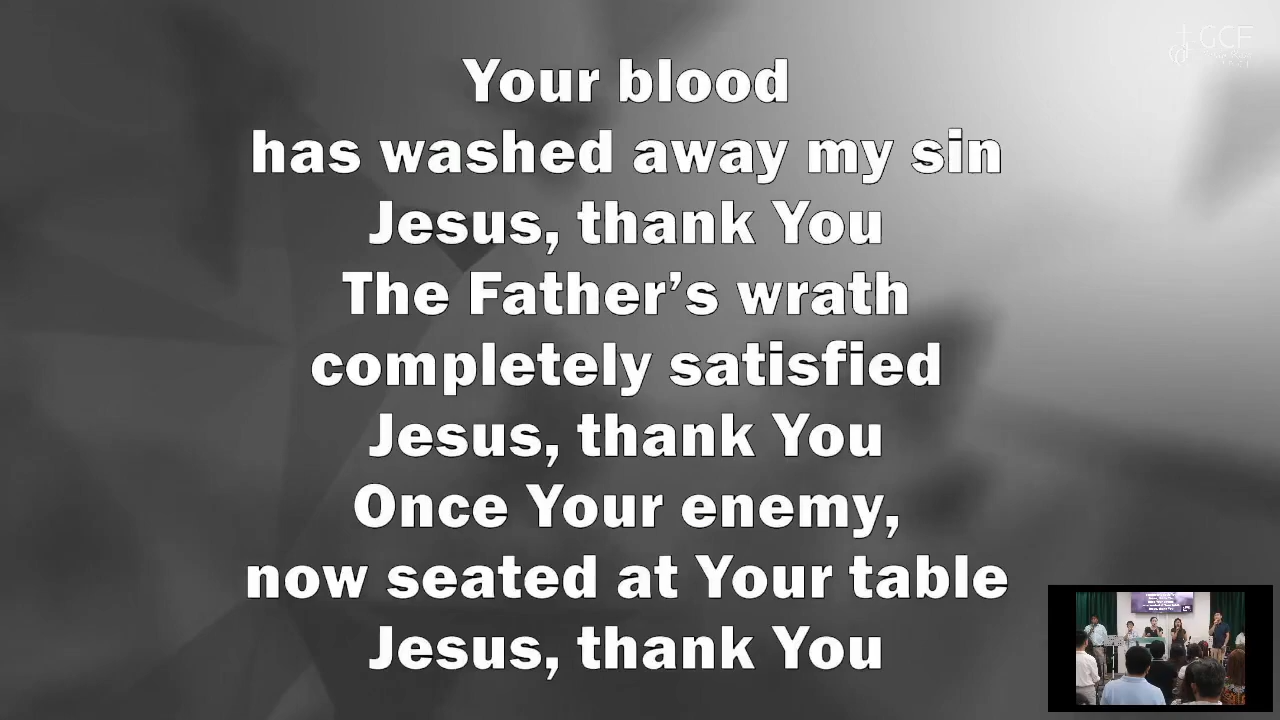 GCF
Your blood
has washed away my sin
Jesus, thank You
The Father’s wrath
completely satisfied
Jesus, thank You
Once Your enemy,
now seated at Your table
Jesus, thank You